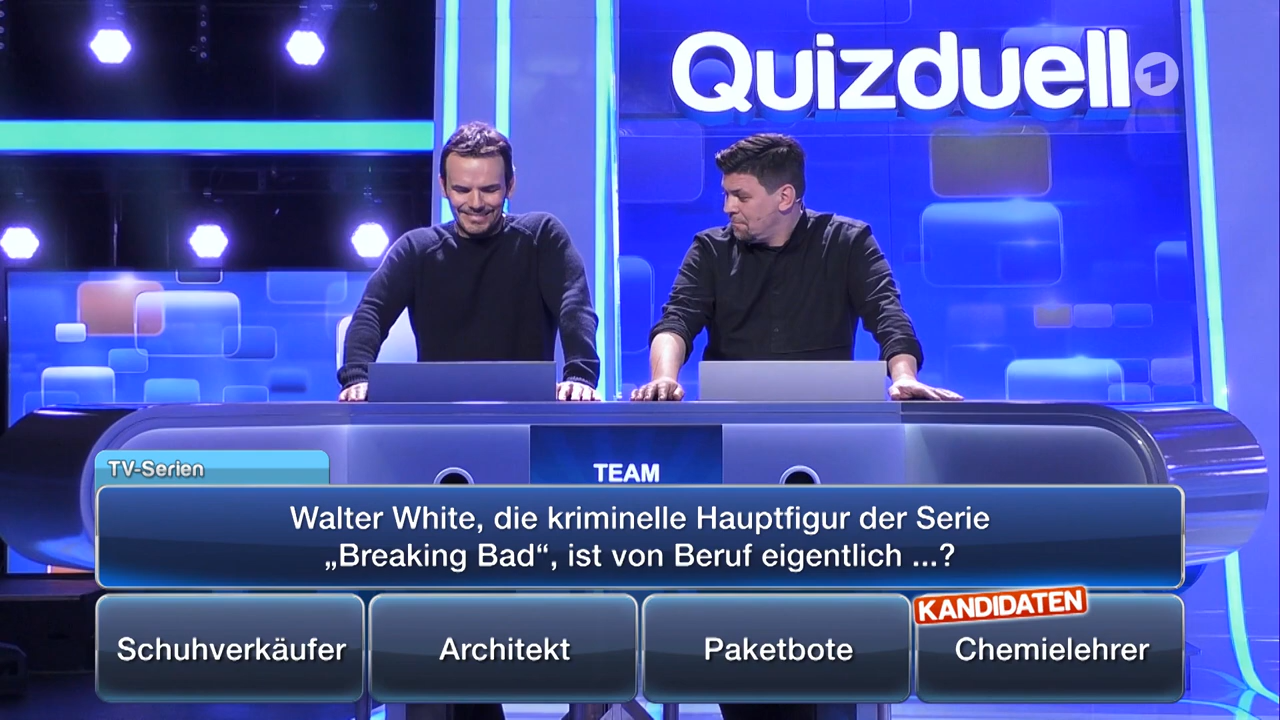 Quizduell 1
TEAM
TV-Serien
Walter White, die kriminelle Hauptfigur der Serie
„Breaking Bad“, ist von Beruf eigentlich ...?
KANDIDATEN
Schuhverkäufer
Architekt
Paketbote
Chemielehrer